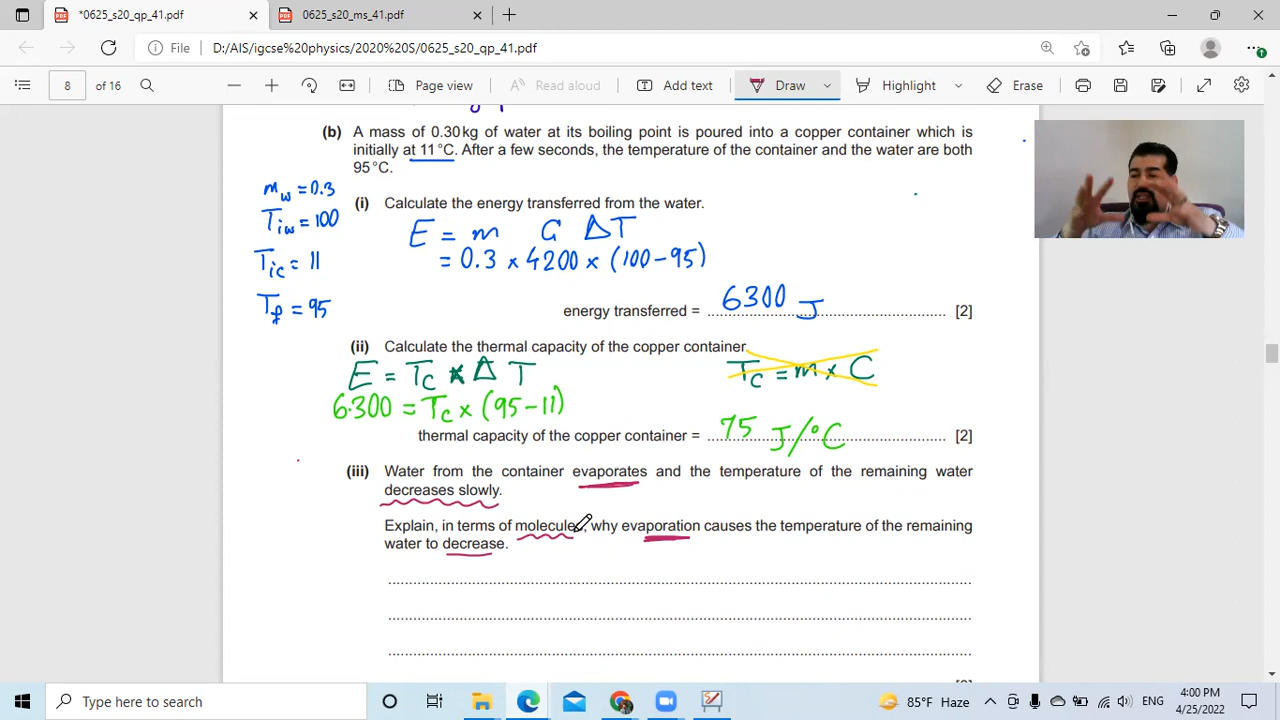 *0625_s20_qp_41.pdf
0625_s20_ms_41.pdf
File
D:/AIS/igcse%20physics/2020%20S/0625_s20_qp_41.pdf
8 of 16
Page view
Read aloud
Add text
Draw
Highlight
Erase
(b) A mass of 0.30 kg of water at its boiling point is poured into a copper container which is
initially at 11 °C. After a few seconds, the temperature of the container and the water are both
95 °C.
m_w = 0.3
T_iw = 100
T_ic = 11
T_f = 95
(i) Calculate the energy transferred from the water.
E = m C ΔT
= 0.3 × 4200 × (100-95)
energy transferred = 6300 J [2]
(ii) Calculate the thermal capacity of the copper container.
E = T_C × Δ T
T_C = m × C
6300 = T_C × (95-11)
thermal capacity of the copper container = 75 J/°C [2]
(iii) Water from the container evaporates and the temperature of the remaining water
decreases slowly.
Explain, in terms of molecules, why evaporation causes the temperature of the remaining
water to decrease.
Type here to search
85°F Haze
ENG
4:00 PM
4/25/2022